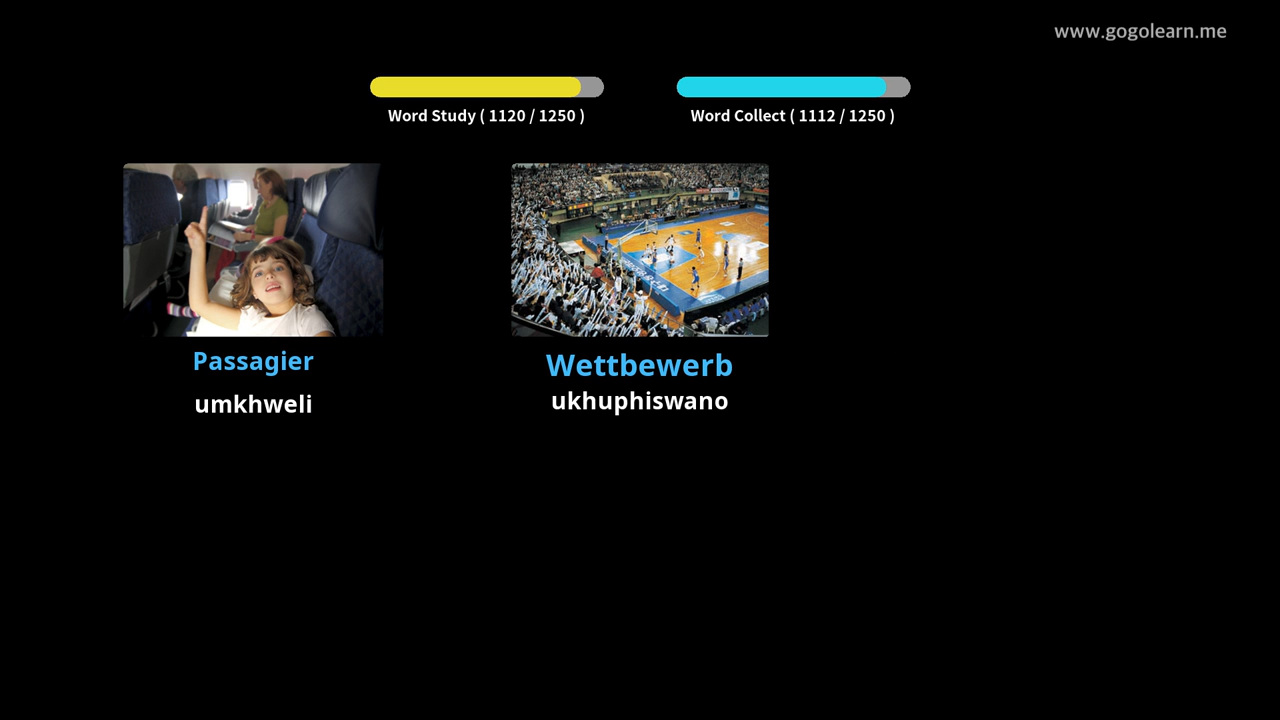 www.gogolearn.me
Word Study ( 1120 / 1250 )
Word Collect ( 1112 / 1250 )
Passagier
umkhweli
Wettbewerb
ukhuphiswano